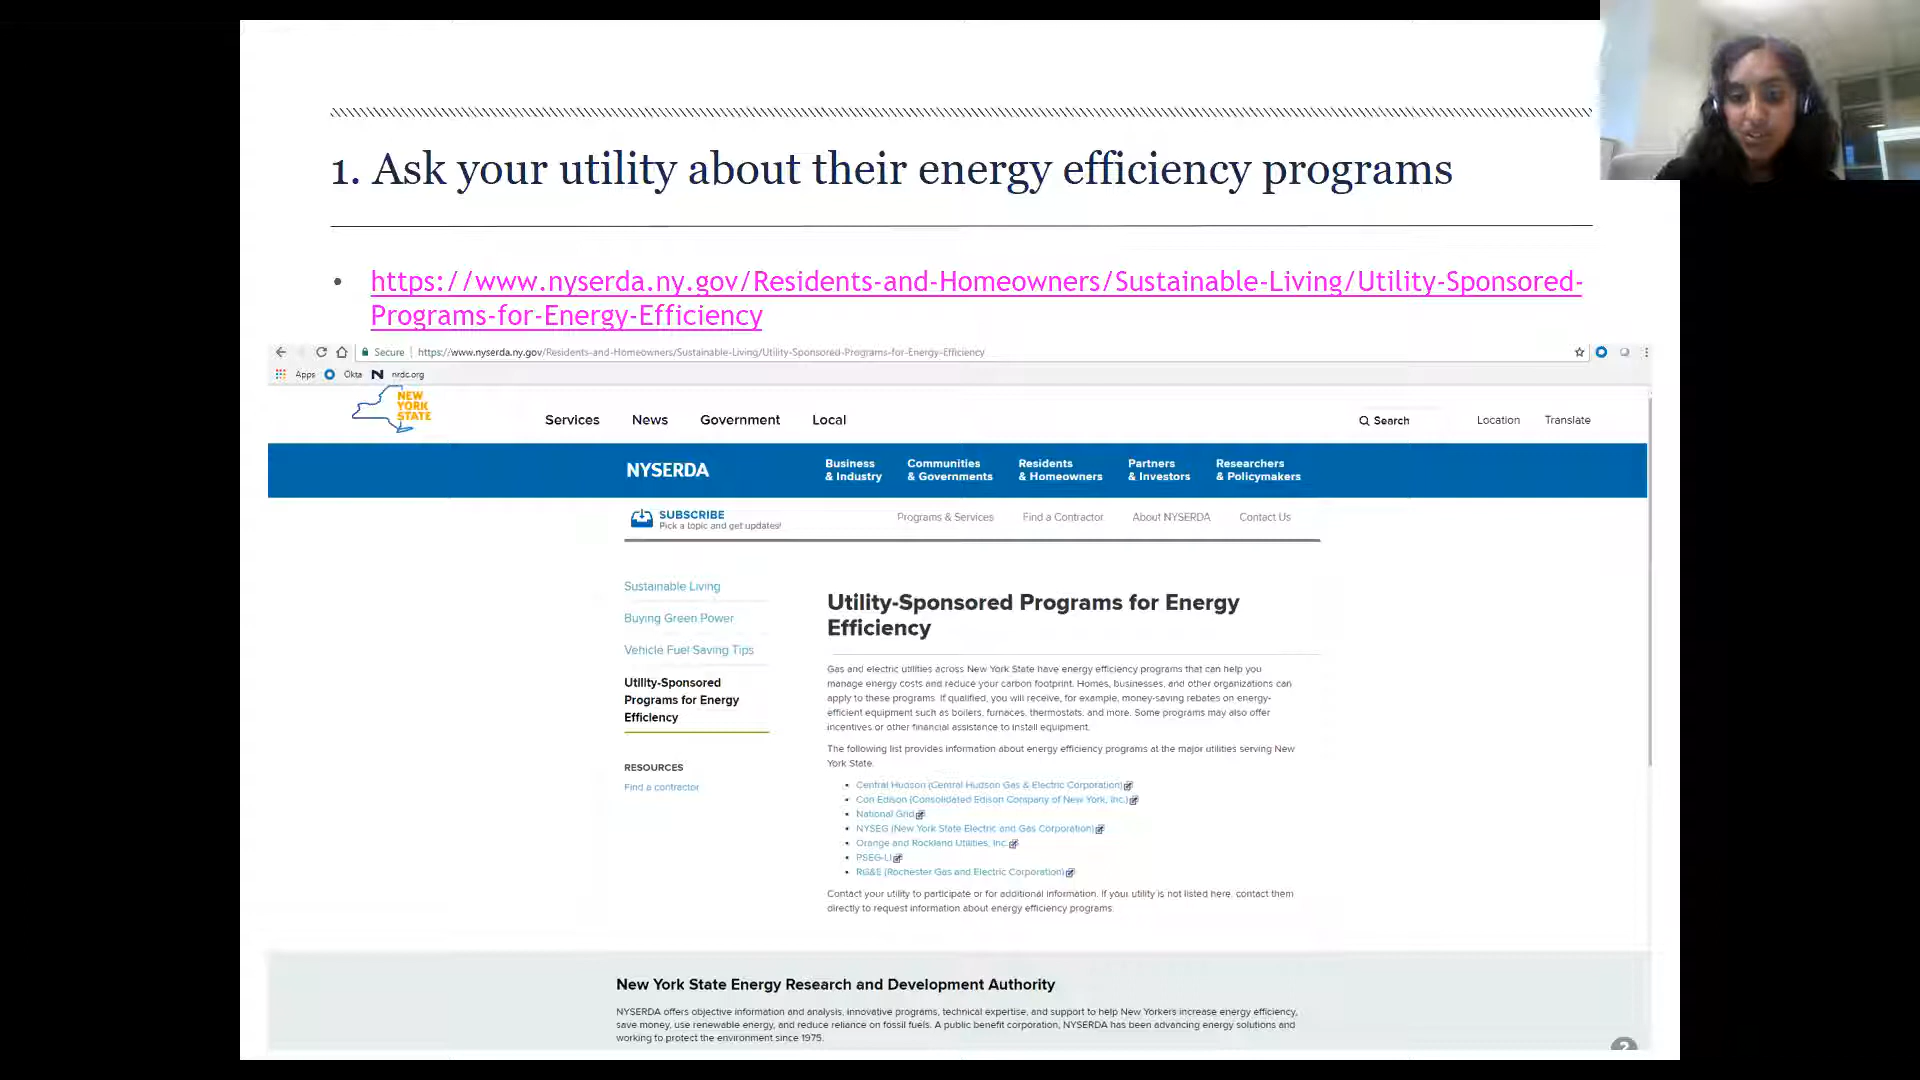 1. Ask your utility about their energy efficiency programs
• https://www.nyserda.ny.gov/Residents-and-Homeowners/Sustainable-Living/Utility-Sponsored-
Programs-for-Energy-Efficiency
Secure | https://www.nyserda.ny.gov/Residents-and-Homeowners/Sustainable-Living/Utility-Sponsored-Programs-for-Energy-Efficiency
Apps Okta N nrdc.org
NEW
YORK
STATE
Services News Government Local Search Location Translate
NYSERDA
Business
& Industry
Communities
& Governments
Residents
& Homeowners
Partners
& Investors
Researchers
& Policymakers
SUBSCRIBE
Pick a topic and get updates!
Programs & Services Find a Contractor About NYSERDA Contact Us
Sustainable Living
Buying Green Power
Vehicle Fuel Saving Tips
Utility-Sponsored
Programs for Energy
Efficiency
RESOURCES
Find a contractor
Utility-Sponsored Programs for Energy
Efficiency
Gas and electric utilities across New York State have energy efficiency programs that can help you
manage energy costs and reduce your carbon footprint. Homes, businesses, and other organizations can
apply to these programs. If qualified, you will receive, for example, money-saving rebates on energy-
efficient equipment such as boilers, furnaces, thermostats, and more. Some programs may also offer
incentives or other financial assistance to install equipment.
The following list provides information about energy efficiency programs at the major utilities serving New
York State.
• Central Hudson (Central Hudson Gas & Electric Corporation)
• Con Edison (Consolidated Edison Company of New York, Inc.)
• National Grid
• NYSEG (New York State Electric and Gas Corporation)
• Orange and Rockland Utilities, Inc.
• PSEG-LI
• RG&E (Rochester Gas and Electric Corporation)
Contact your utility to participate or for additional information. If your utility is not listed here, contact them
directly to request information about energy efficiency programs.
New York State Energy Research and Development Authority
NYSERDA offers objective information and analysis, innovative programs, technical expertise, and support to help New Yorkers increase energy efficiency,
save money, use renewable energy, and reduce reliance on fossil fuels. A public benefit corporation, NYSERDA has been advancing energy solutions and
working to protect the environment since 1975.
?